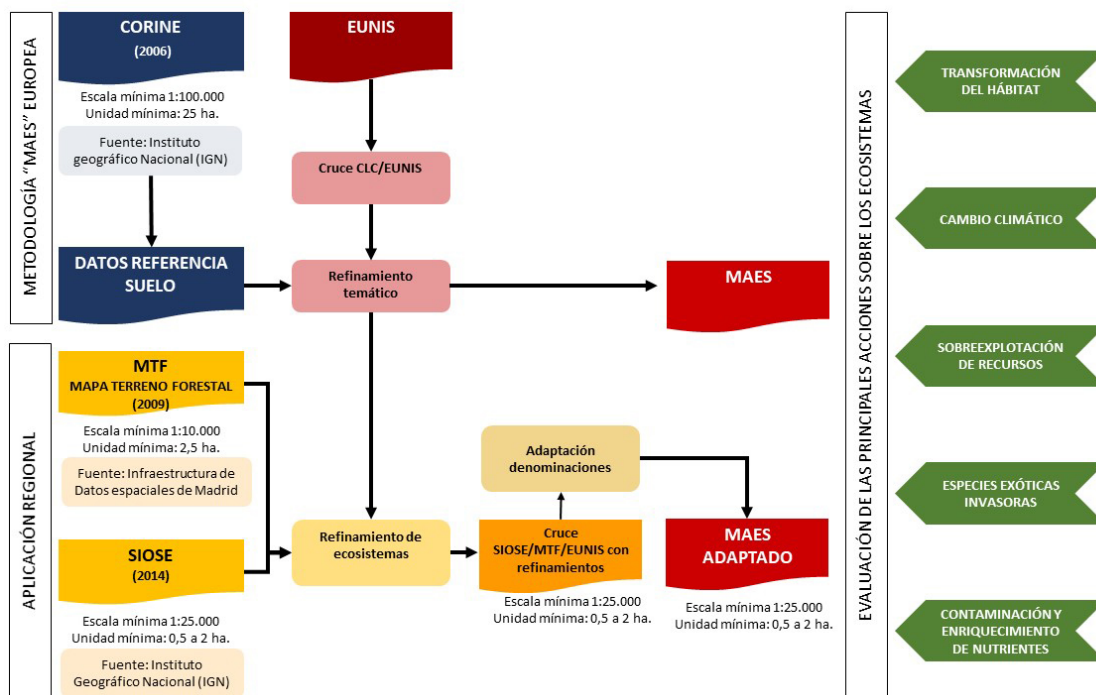 METODOLOGÍA "MAES" EUROPEA
CORINE
(2006)
Escala mínima 1:100.000
Unidad mínima: 25 ha.
Fuente: Instituto
geográfico Nacional (IGN)
DATOS REFERENCIA
SUELO
EUNIS
Cruce CLC/EUNIS
Refinamiento
temático
MAES
APLICACIÓN REGIONAL
MTF
MAPA TERRENO FORESTAL
(2009)
Escala mínima 1:10.000
Unidad mínima: 2,5 ha.
Fuente: Infraestructura de
Datos espaciales de Madrid
SIOSE
(2014)
Escala mínima 1:25.000
Unidad mínima: 0,5 a 2 ha.
Fuente: Instituto
Geográfico Nacional (IGN)
Refinamiento de
ecosistemas
Adaptación
denominaciones
Cruce
SIOSE/MTF/EUNIS con
refinamientos
Escala mínima 1:25.000
Unidad mínima: 0,5 a 2 ha.
MAES
ADAPTADO
Escala mínima 1:25.000
Unidad mínima: 0,5 a 2 ha.
EVALUACIÓN DE LAS PRINCIPALES ACCIONES SOBRE LOS ECOSISTEMAS
TRANSFORMACIÓN
DEL HÁBITAT
CAMBIO CLIMÁTICO
SOBREEXPLOTACIÓN
DE RECURSOS
ESPECIES EXÓTICAS
INVASORAS
CONTAMINACIÓN Y
ENRIQUECIMIENTO
DE NUTRIENTES